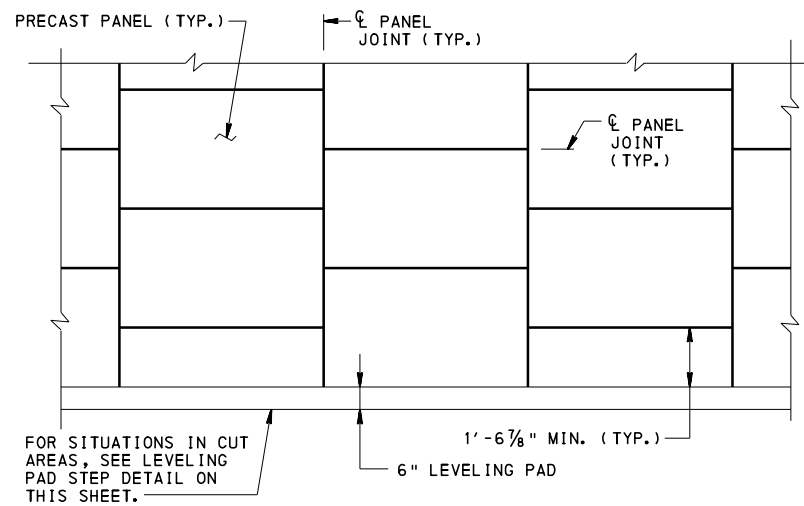 PRECAST PANEL (TYP.)
℄ PANEL
JOINT (TYP.)
℄ PANEL
JOINT
(TYP.)
FOR SITUATIONS IN CUT
AREAS, SEE LEVELING
PAD STEP DETAIL ON
THIS SHEET.
1'-6⅞" MIN. (TYP.)
6" LEVELING PAD